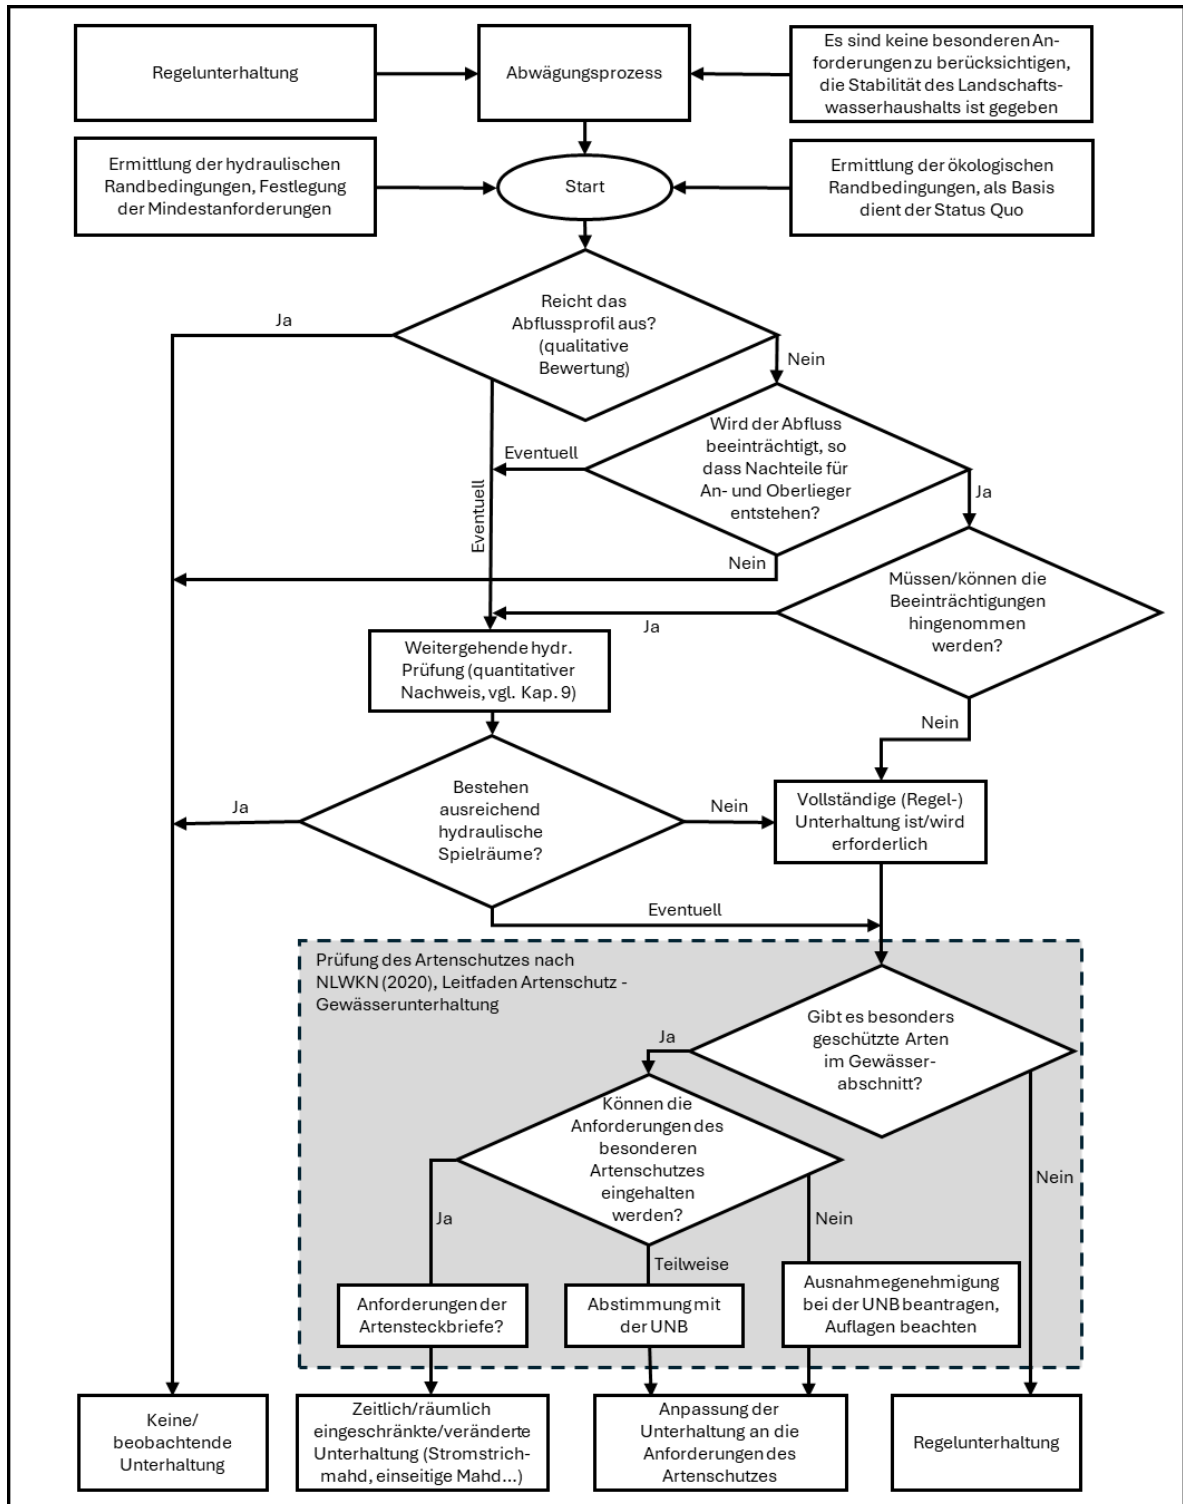 Regelunterhaltung
Abwägungsprozess
Es sind keine besonderen An-
forderungen zu berücksichtigen,
die Stabilität des Landschafts-
wasserhaushalts ist gegeben
Ermittlung der hydraulischen
Randbedingungen, Festlegung
der Mindestanforderungen
Start
Ermittlung der ökologischen
Randbedingungen, als Basis
dient der Status Quo
Reicht das
Abflussprofil aus?
(qualitative
Bewertung)
Ja
Nein
Wird der Abfluss
beeinträchtigt, so
dass Nachteile für
An- und Oberlieger
entstehen?
Eventuell
Eventuell
Ja
Nein
Müssen/können die
Beeinträchtigungen
hingenommen
werden?
Ja
Nein
Weitergehende hydr.
Prüfung (quantitativer
Nachweis, vgl. Kap. 9)
Bestehen
ausreichend
hydraulische
Spielräume?
Ja
Nein
Vollständige (Regel-)
Unterhaltung ist/wird
erforderlich
Eventuell
Prüfung des Artenschutzes nach
NLWKN (2020), Leitfaden Artenschutz -
Gewässerunterhaltung
Gibt es besonders
geschützte Arten
im Gewässer-
abschnitt?
Ja
Nein
Können die
Anforderungen des
besonderen
Artenschutzes
eingehalten
werden?
Ja
Teilweise
Nein
Anforderungen der
Artensteckbriefe?
Abstimmung mit
der UNB
Ausnahmegenehmigung
bei der UNB beantragen,
Auflagen beachten
Keine/
beobachtende
Unterhaltung
Zeitlich/räumlich
eingeschränkte/veränderte
Unterhaltung (Stromstrich-
mahd, einseitige Mahd...)
Anpassung der
Unterhaltung an die
Anforderungen des
Artenschutzes
Regelunterhaltung